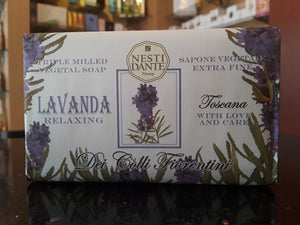 TRIPLE MILLED
VEGETAL SOAP
NESTI
DANTE
Firenze
SAPONE VEGETALE
EXTRA FINE
LAVANDA
RELAXING
Toscana
WITH LOVE
AND CARE
Dei Colli Fiorentini